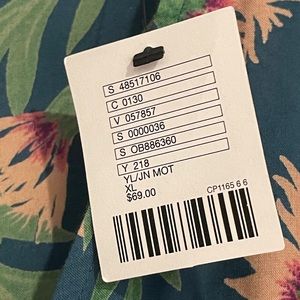 S 48517106
C 0130
V 057857
S 0000036
S OB886360
Y 218
YL/JN MOT
XL
$69.00
CP1165 6 6